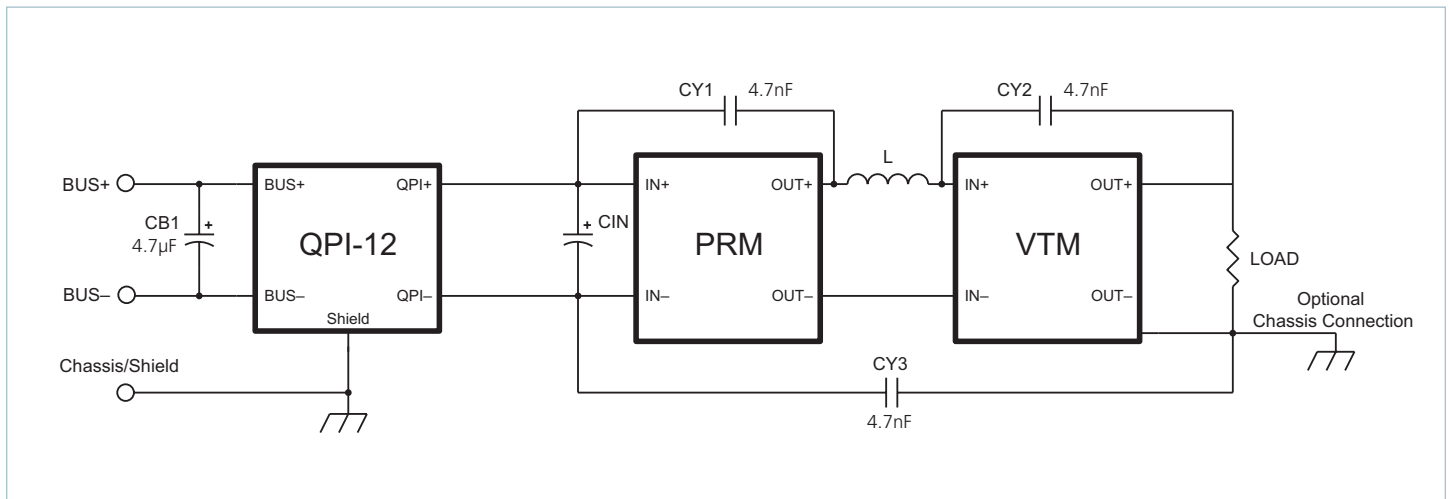 CY1
4.7nF
CY2
4.7nF
L
BUS+
BUS+
QPI+
IN+
OUT+
IN+
OUT+
CB1
+
4.7µF
QPI-12
+
CIN
PRM
VTM
LOAD
BUS–
BUS–
QPI–
IN–
OUT–
IN–
OUT–
Optional
Chassis Connection
Shield
Chassis/Shield
CY3
4.7nF